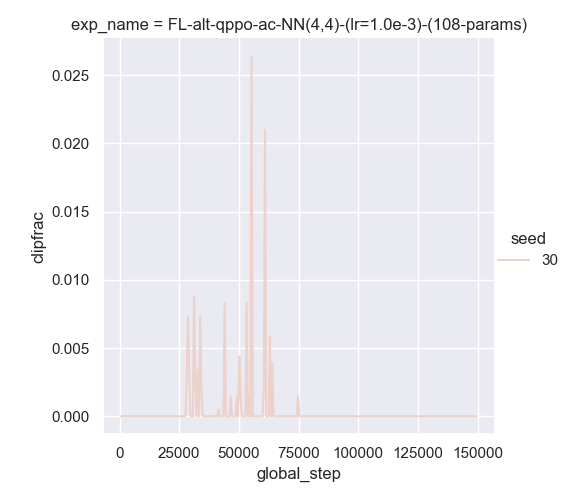 exp_name = FL-alt-qppo-ac-NN(4,4)-(lr=1.0e-3)-(108-params)
0.025
0.020
0.015
0.010
0.005
0.000
clipfrac
0 25000 50000 75000 100000 125000 150000
global_step
seed
30